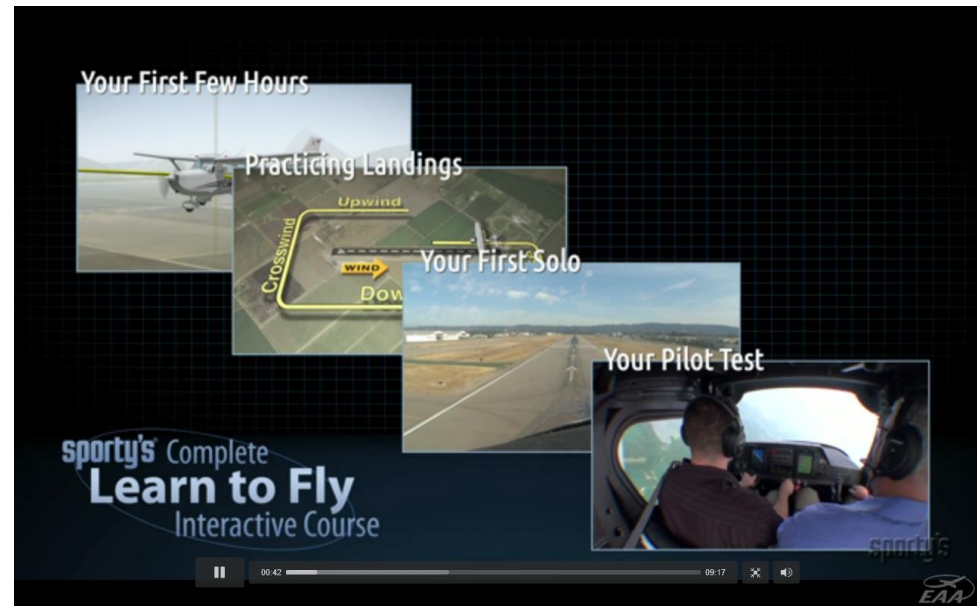 Your First Few Hours
Practicing Landings
Upwind
Crosswind
WIND
Dow
Your First Solo
Your Pilot Test
sporty's Complete
Learn to Fly
Interactive Course
sporty's
00:42
09:17
EAA